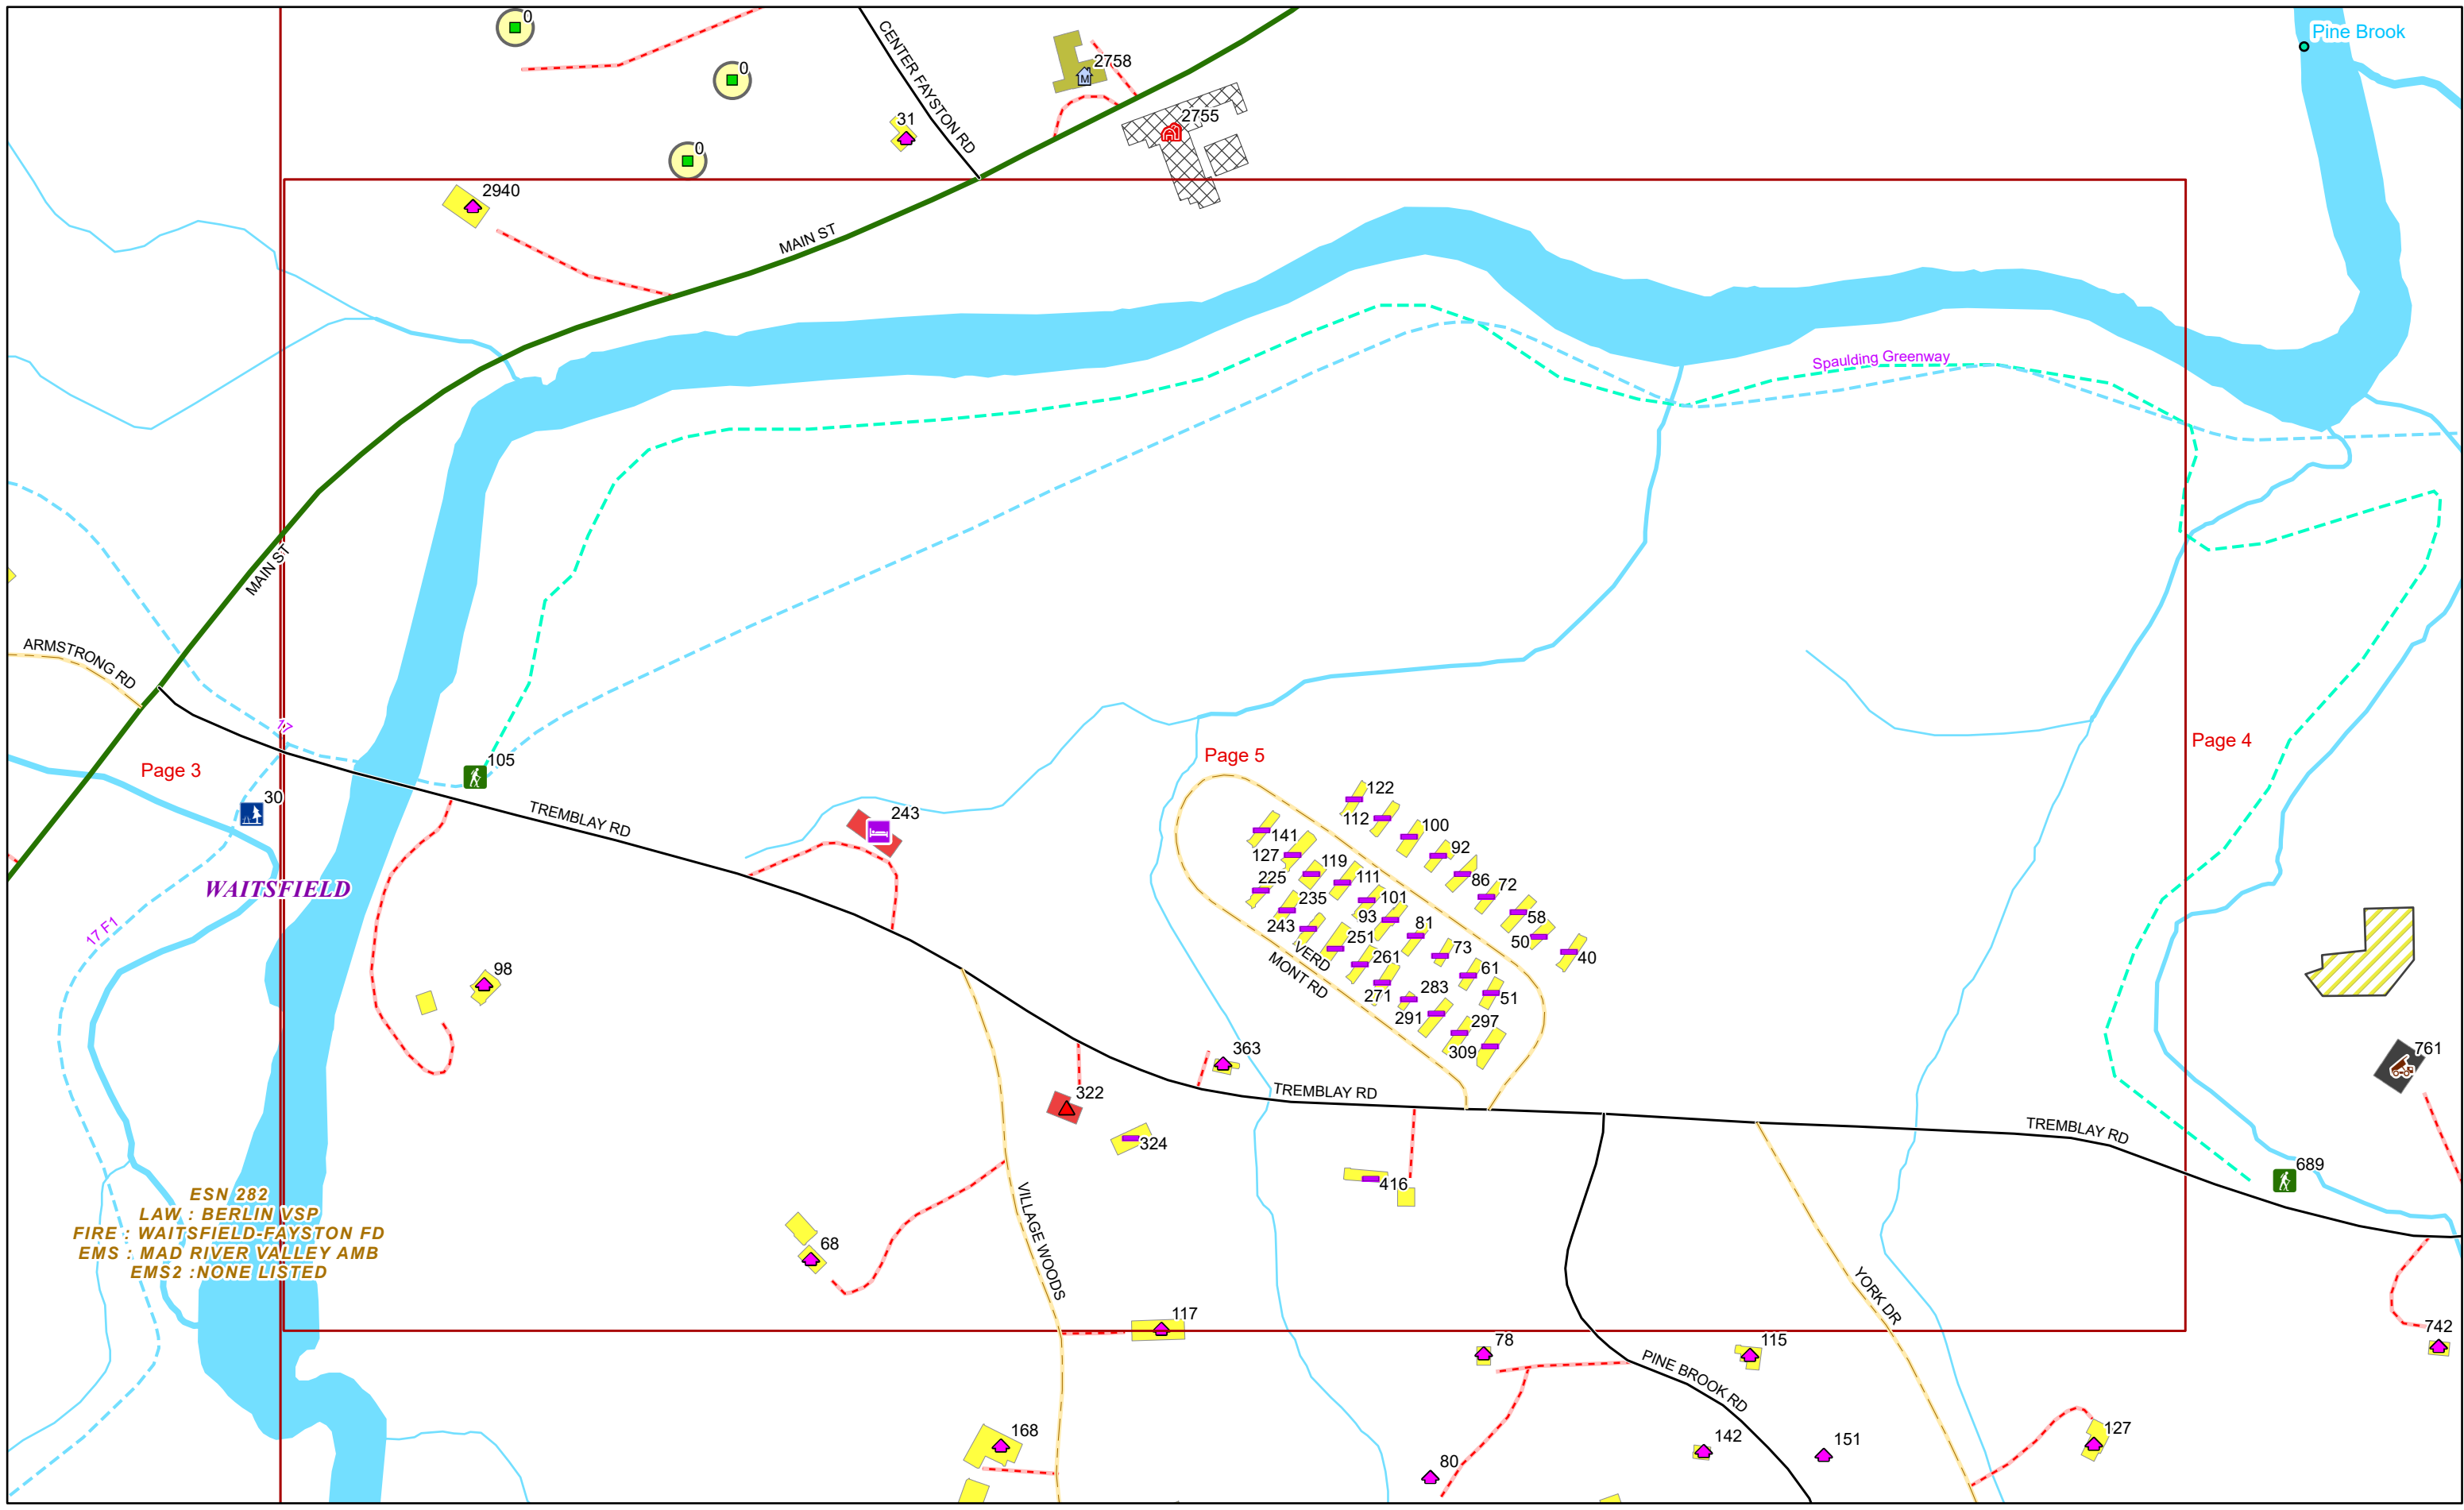 0
Pine Brook
CENTER FAYSTON RD
2758
0
31
2755
0
2940
MAIN ST
Spaulding Greenway
MAIN ST
ARMSTRONG RD
17
Page 3
105
Page 5
Page 4
30
TREMBLAY RD
243
122
112
100
141
92
127
119
86
111
72
225
235
101
93
58
243
81
50
251
73
40
VERD
MONT RD
261
61
271
283
51
291
297
309
WAITSFIELD
17 F1
98
363
761
322
TREMBLAY RD
324
TREMBLAY RD
416
689
ESN 282
LAW : BERLIN VSP
FIRE : WAITSFIELD-FAYSTON FD
EMS : MAD RIVER VALLEY AMB
EMS2 :NONE LISTED
VILLAGE WOODS
68
YORK DR
117
78
115
742
PINE BROOK RD
168
142
151
127
80
M